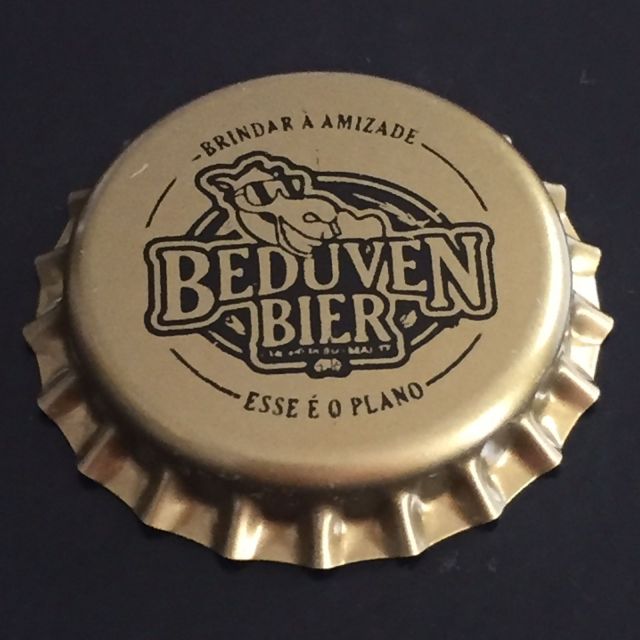 BRINDAR À AMIZADE
BEDUVEN
BIER
ESSE É O PLANO